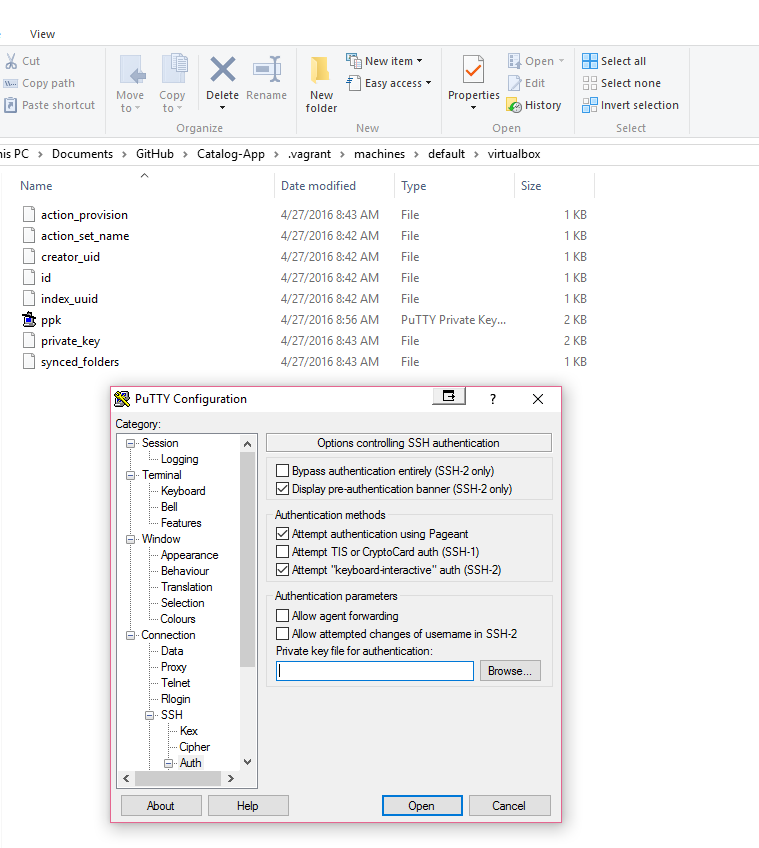 View
Cut
Copy path
Paste shortcut
Move to
Copy to
Delete
Rename
Organize
New folder
New item
Easy access
New
Properties
Open
Edit
History
Open
Select all
Select none
Invert selection
Select
his PC > Documents > GitHub > Catalog-App > .vagrant > machines > default > virtualbox
Name Date modified Type Size
action_provision 4/27/2016 8:43 AM File 1 KB
action_set_name 4/27/2016 8:42 AM File 1 KB
creator_uid 4/27/2016 8:42 AM File 1 KB
id 4/27/2016 8:42 AM File 1 KB
index_uuid 4/27/2016 8:42 AM File 1 KB
ppk 4/27/2016 8:56 AM PuTTY Private Key... 2 KB
private_key 4/27/2016 8:43 AM File 2 KB
synced_folders 4/27/2016 8:43 AM File 1 KB
PuTTY Configuration ?
Category:
Session
Logging
Terminal
Keyboard
Bell
Features
Window
Appearance
Behaviour
Translation
Selection
Colours
Connection
Data
Proxy
Telnet
Rlogin
SSH
Kex
Cipher
Auth
Options controlling SSH authentication
Bypass authentication entirely (SSH-2 only)
Display pre-authentication banner (SSH-2 only)
Authentication methods
Attempt authentication using Pageant
Attempt TIS or CryptoCard auth (SSH-1)
Attempt "keyboard-interactive" auth (SSH-2)
Authentication parameters
Allow agent forwarding
Allow attempted changes of username in SSH-2
Private key file for authentication:
Browse...
About Help Open Cancel